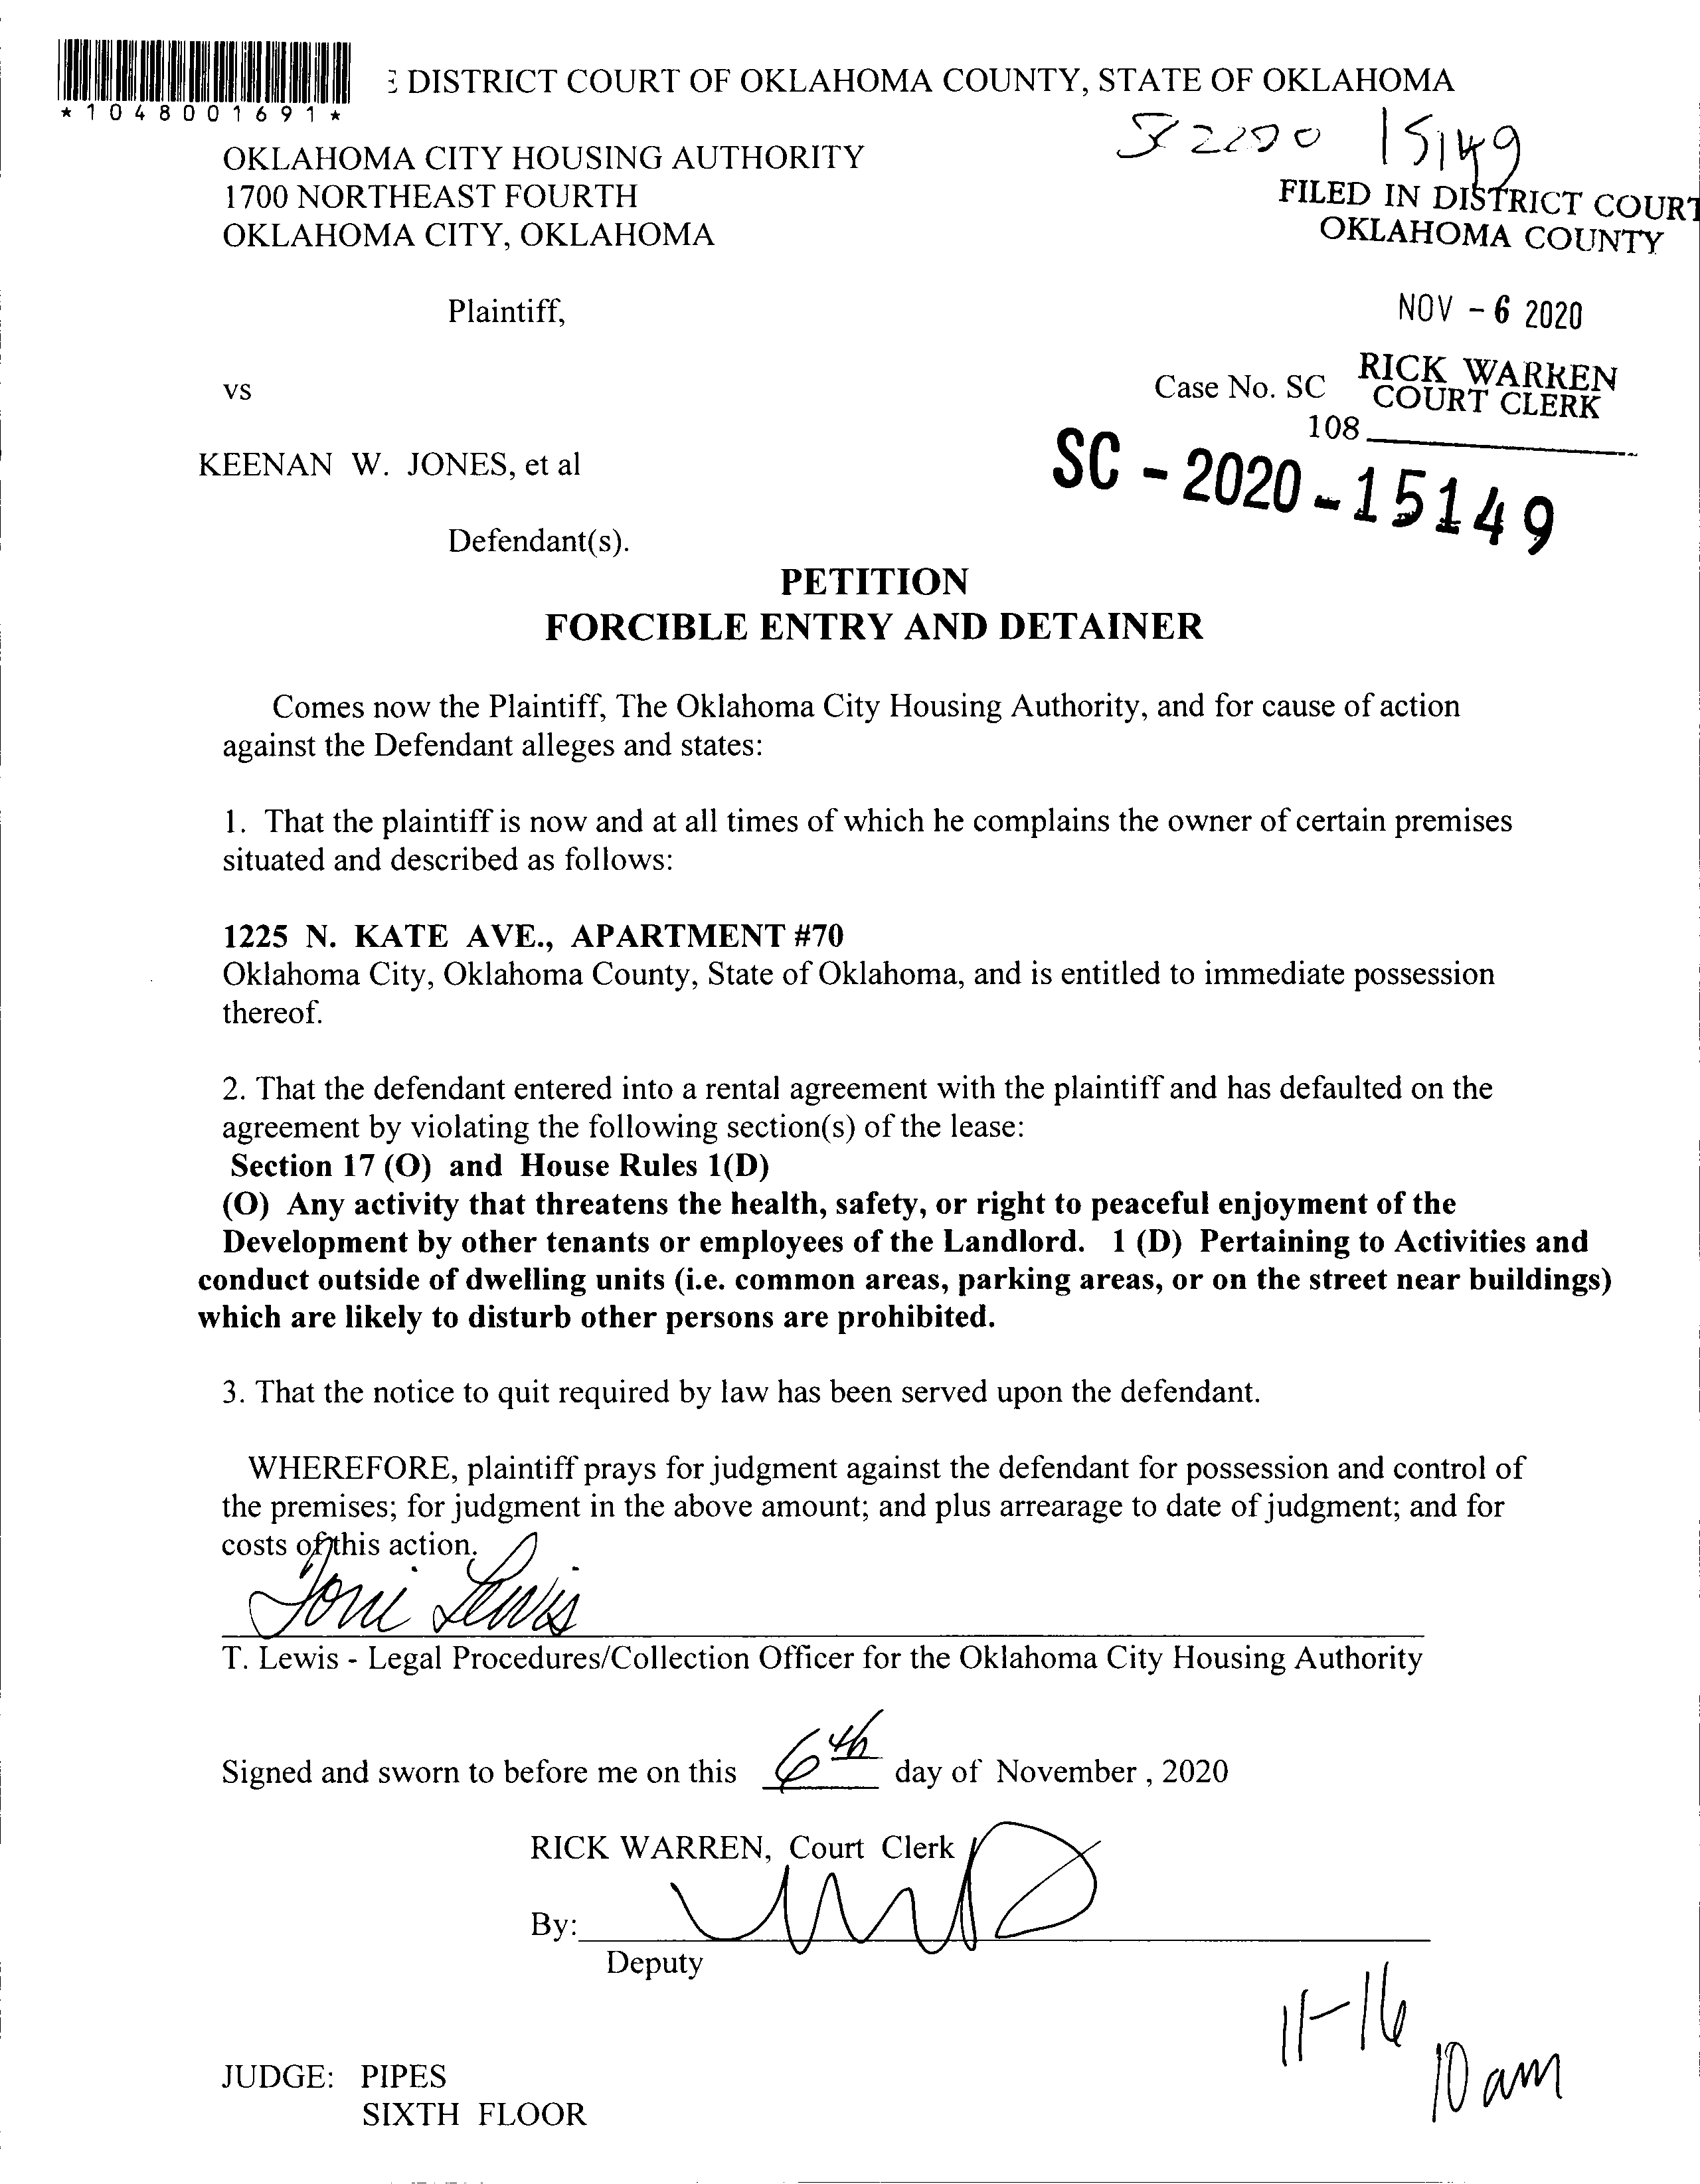 *1048001691*
E DISTRICT COURT OF OKLAHOMA COUNTY, STATE OF OKLAHOMA
15149
OKLAHOMA CITY HOUSING AUTHORITY
1700 NORTHEAST FOURTH
OKLAHOMA CITY, OKLAHOMA
FILED IN DISTRICT COURT
OKLAHOMA COUNTY
Plaintiff,
NOV - 6 2020
RICK WARREN
COURT CLERK
vs
Case No. SC
108
KEENAN W. JONES, et al
SC - 2020 - 15149
Defendant(s).
PETITION
FORCIBLE ENTRY AND DETAINER
Comes now the Plaintiff, The Oklahoma City Housing Authority, and for cause of action
against the Defendant alleges and states:
1. That the plaintiff is now and at all times of which he complains the owner of certain premises
situated and described as follows:
1225 N. KATE AVE., APARTMENT #70
Oklahoma City, Oklahoma County, State of Oklahoma, and is entitled to immediate possession
thereof.
2. That the defendant entered into a rental agreement with the plaintiff and has defaulted on the
agreement by violating the following section(s) of the lease:
Section 17 (O) and House Rules 1(D)
(O) Any activity that threatens the health, safety, or right to peaceful enjoyment of the
Development by other tenants or employees of the Landlord. 1 (D) Pertaining to Activities and
conduct outside of dwelling units (i.e. common areas, parking areas, or on the street near buildings)
which are likely to disturb other persons are prohibited.
3. That the notice to quit required by law has been served upon the defendant.
WHEREFORE, plaintiff prays for judgment against the defendant for possession and control of
the premises; for judgment in the above amount; and plus arrearage to date of judgment; and for
costs of this action.
Toni Lewis
T. Lewis - Legal Procedures/Collection Officer for the Oklahoma City Housing Authority
Signed and sworn to before me on this 6th day of November , 2020
RICK WARREN, Court Clerk
By:
Deputy
11-16
10 am
JUDGE: PIPES
SIXTH FLOOR